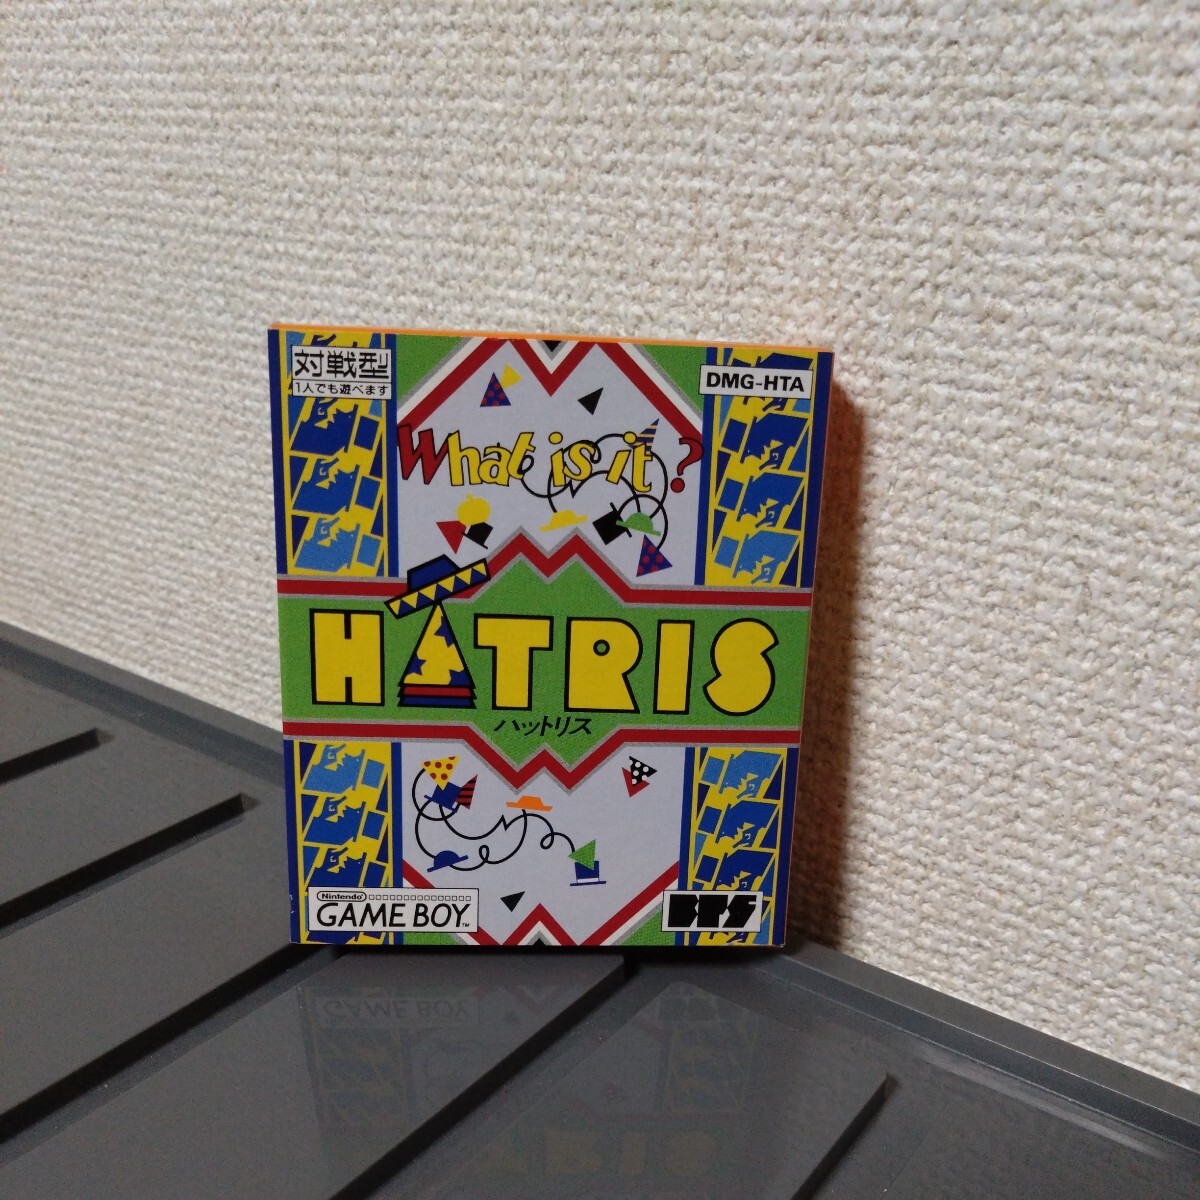 対戦型
1人でも遊べます
DMG-HTA
What is it?
HATRIS
ハットリス
Nintendo
GAME BOY™
BPS